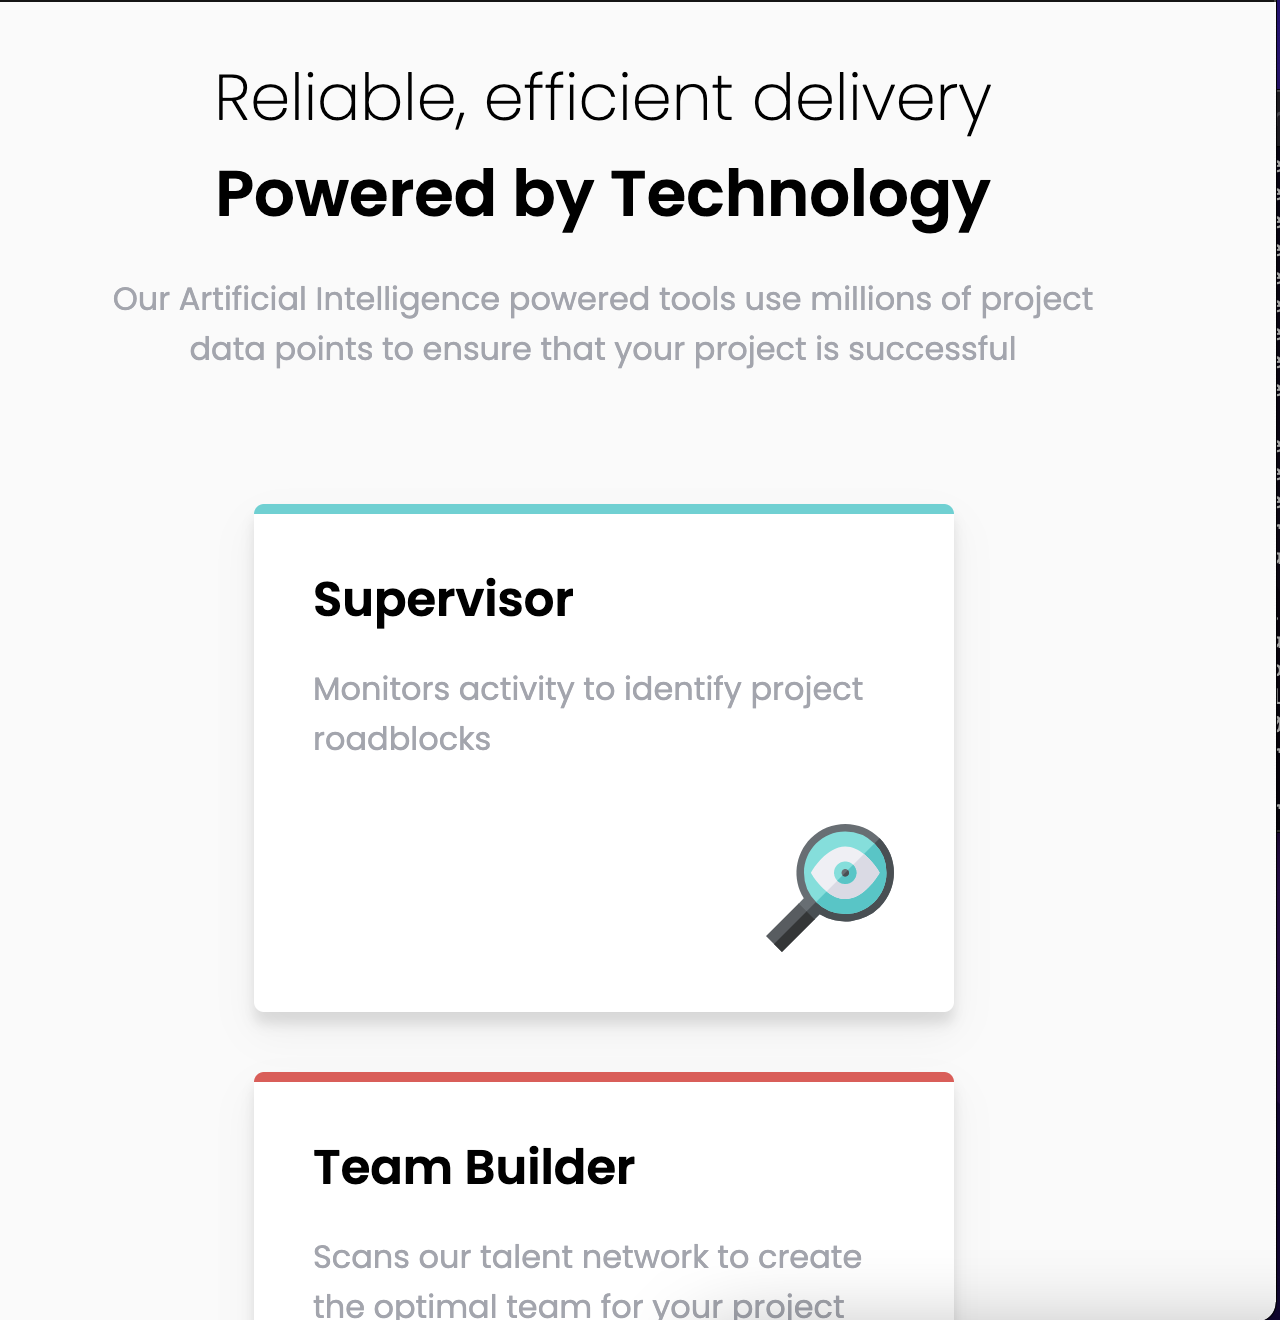 Reliable, efficient delivery
Powered by Technology
Our Artificial Intelligence powered tools use millions of project
data points to ensure that your project is successful
Supervisor
Monitors activity to identify project
roadblocks
Team Builder
Scans our talent network to create
the optimal team for your project